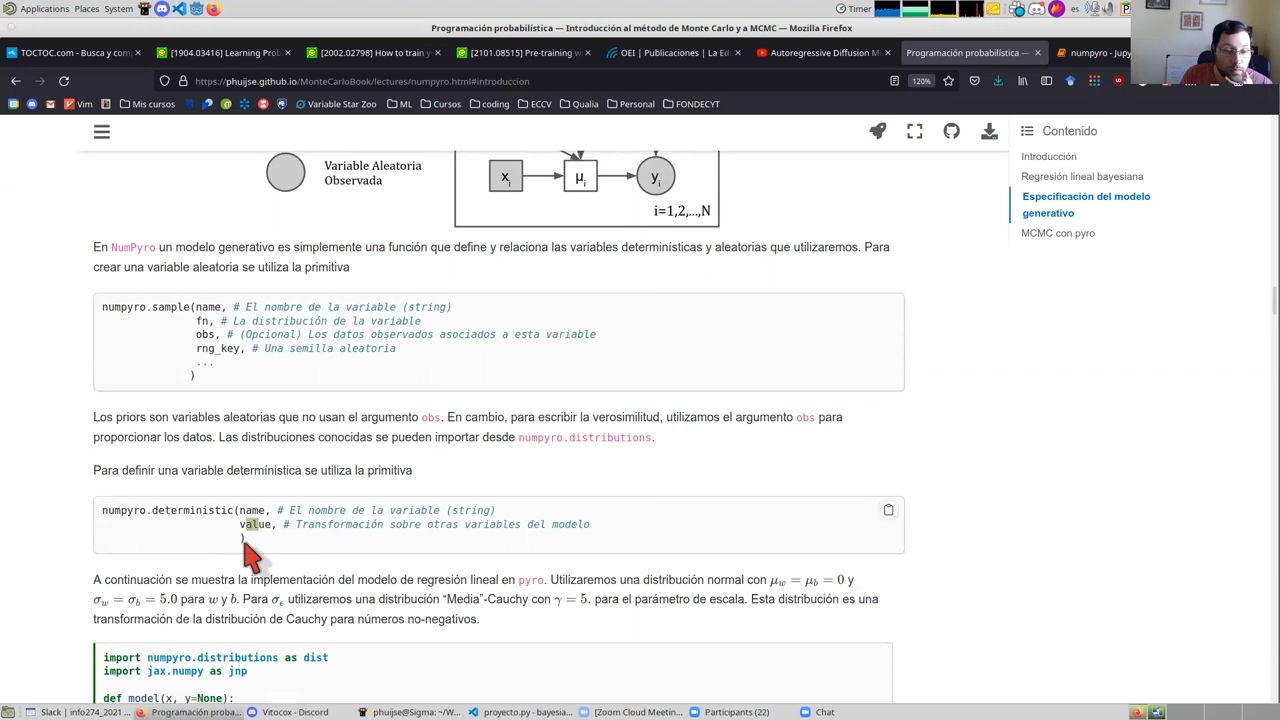 Applications Places System
Timer
es
Programación probabilística — Introducción al método de Monte Carlo y a MCMC — Mozilla Firefox
TOCTOC.com - Busca y com
[1904.03416] Learning Prob
[2002.02798] How to train y
[2101.08515] Pre-training w
OEI | Publicaciones | La Edu
Autoregressive Diffusion Mo
Programación probabilística —
numpyro - Jup
https://phuijse.github.io/MonteCarloBook/lectures/numpyro.html#introduccion
120%
Vim
Mis cursos
Variable Star Zoo
ML
Cursos
coding
ECCV
Qualia
Personal
FONDECYT
Variable Aleatoria
Observada
xᵢ
μᵢ
yᵢ
i=1,2,...,N
Contenido
Introducción
Regresión lineal bayesiana
Especificación del modelo
generativo
MCMC con pyro
En NumPyro un modelo generativo es simplemente una función que define y relaciona las variables determinísticas y aleatorias que utilizaremos. Para
crear una variable aleatoria se utiliza la primitiva
numpyro.sample(name, # El nombre de la variable (string)
fn, # La distribución de la variable
obs, # (Opcional) Los datos observados asociados a esta variable
rng_key, # Una semilla aleatoria
...
)
Los priors son variables aleatorias que no usan el argumento obs. En cambio, para escribir la verosimilitud, utilizamos el argumento obs para
proporcionar los datos. Las distribuciones conocidas se pueden importar desde numpyro.distributions.
Para definir una variable determínistica se utiliza la primitiva
numpyro.deterministic(name, # El nombre de la variable (string)
value, # Transformación sobre otras variables del modelo
)
A continuación se muestra la implementación del modelo de regresión lineal en pyro. Utilizaremos una distribución normal con μ_w = μ_b = 0 y
σ_w = σ_b = 5.0 para w y b. Para σ_ϵ utilizaremos una distribución “Media”-Cauchy con γ = 5. para el parámetro de escala. Esta distribución es una
transformación de la distribución de Cauchy para números no-negativos.
import numpyro.distributions as dist
import jax.numpy as jnp
def model(x, y=None):
Slack | info274_2021 ...
Programación proba...
Vitocox - Discord
phuijse@Sigma: ~/W...
proyecto.py - bayesia...
[Zoom Cloud Meetin...
Participants (22)
Chat